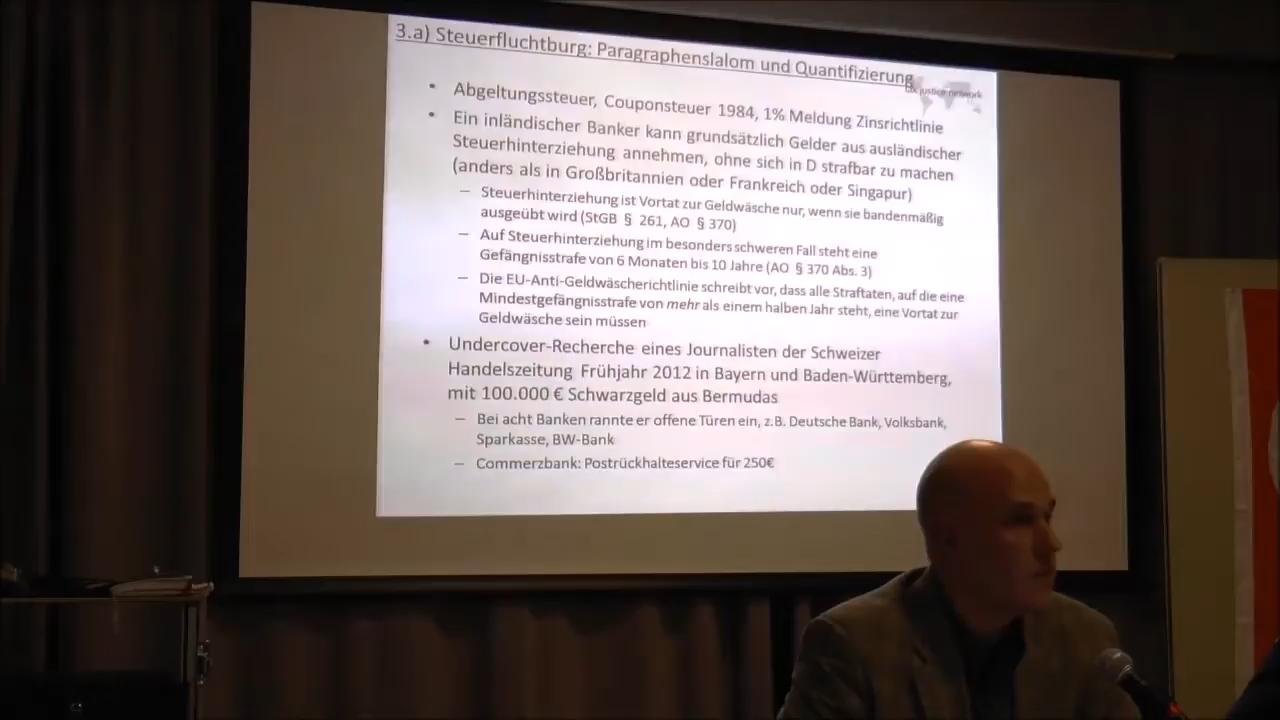 3.a) Steuerfluchtburg: Paragraphenslalom und Quantifizierung
tax justice network
• Abgeltungssteuer, Couponsteuer 1984, 1% Meldung Zinsrichtlinie
• Ein inländischer Banker kann grundsätzlich Gelder aus ausländischer
Steuerhinterziehung annehmen, ohne sich in D strafbar zu machen
(anders als in Großbritannien oder Frankreich oder Singapur)
– Steuerhinterziehung ist Vortat zur Geldwäsche nur, wenn sie bandenmäßig
ausgeübt wird (StGB § 261, AO § 370)
– Auf Steuerhinterziehung im besonders schweren Fall steht eine
Gefängnisstrafe von 6 Monaten bis 10 Jahre (AO § 370 Abs. 3)
– Die EU-Anti-Geldwäscherichtlinie schreibt vor, dass alle Straftaten, auf die eine
Mindestgefängnisstrafe von mehr als einem halben Jahr steht, eine Vortat zur
Geldwäsche sein müssen
• Undercover-Recherche eines Journalisten der Schweizer
Handelszeitung Frühjahr 2012 in Bayern und Baden-Württemberg,
mit 100.000 € Schwarzgeld aus Bermudas
– Bei acht Banken rannte er offene Türen ein, z.B. Deutsche Bank, Volksbank,
Sparkasse, BW-Bank
– Commerzbank: Postrückhalteservice für 250€